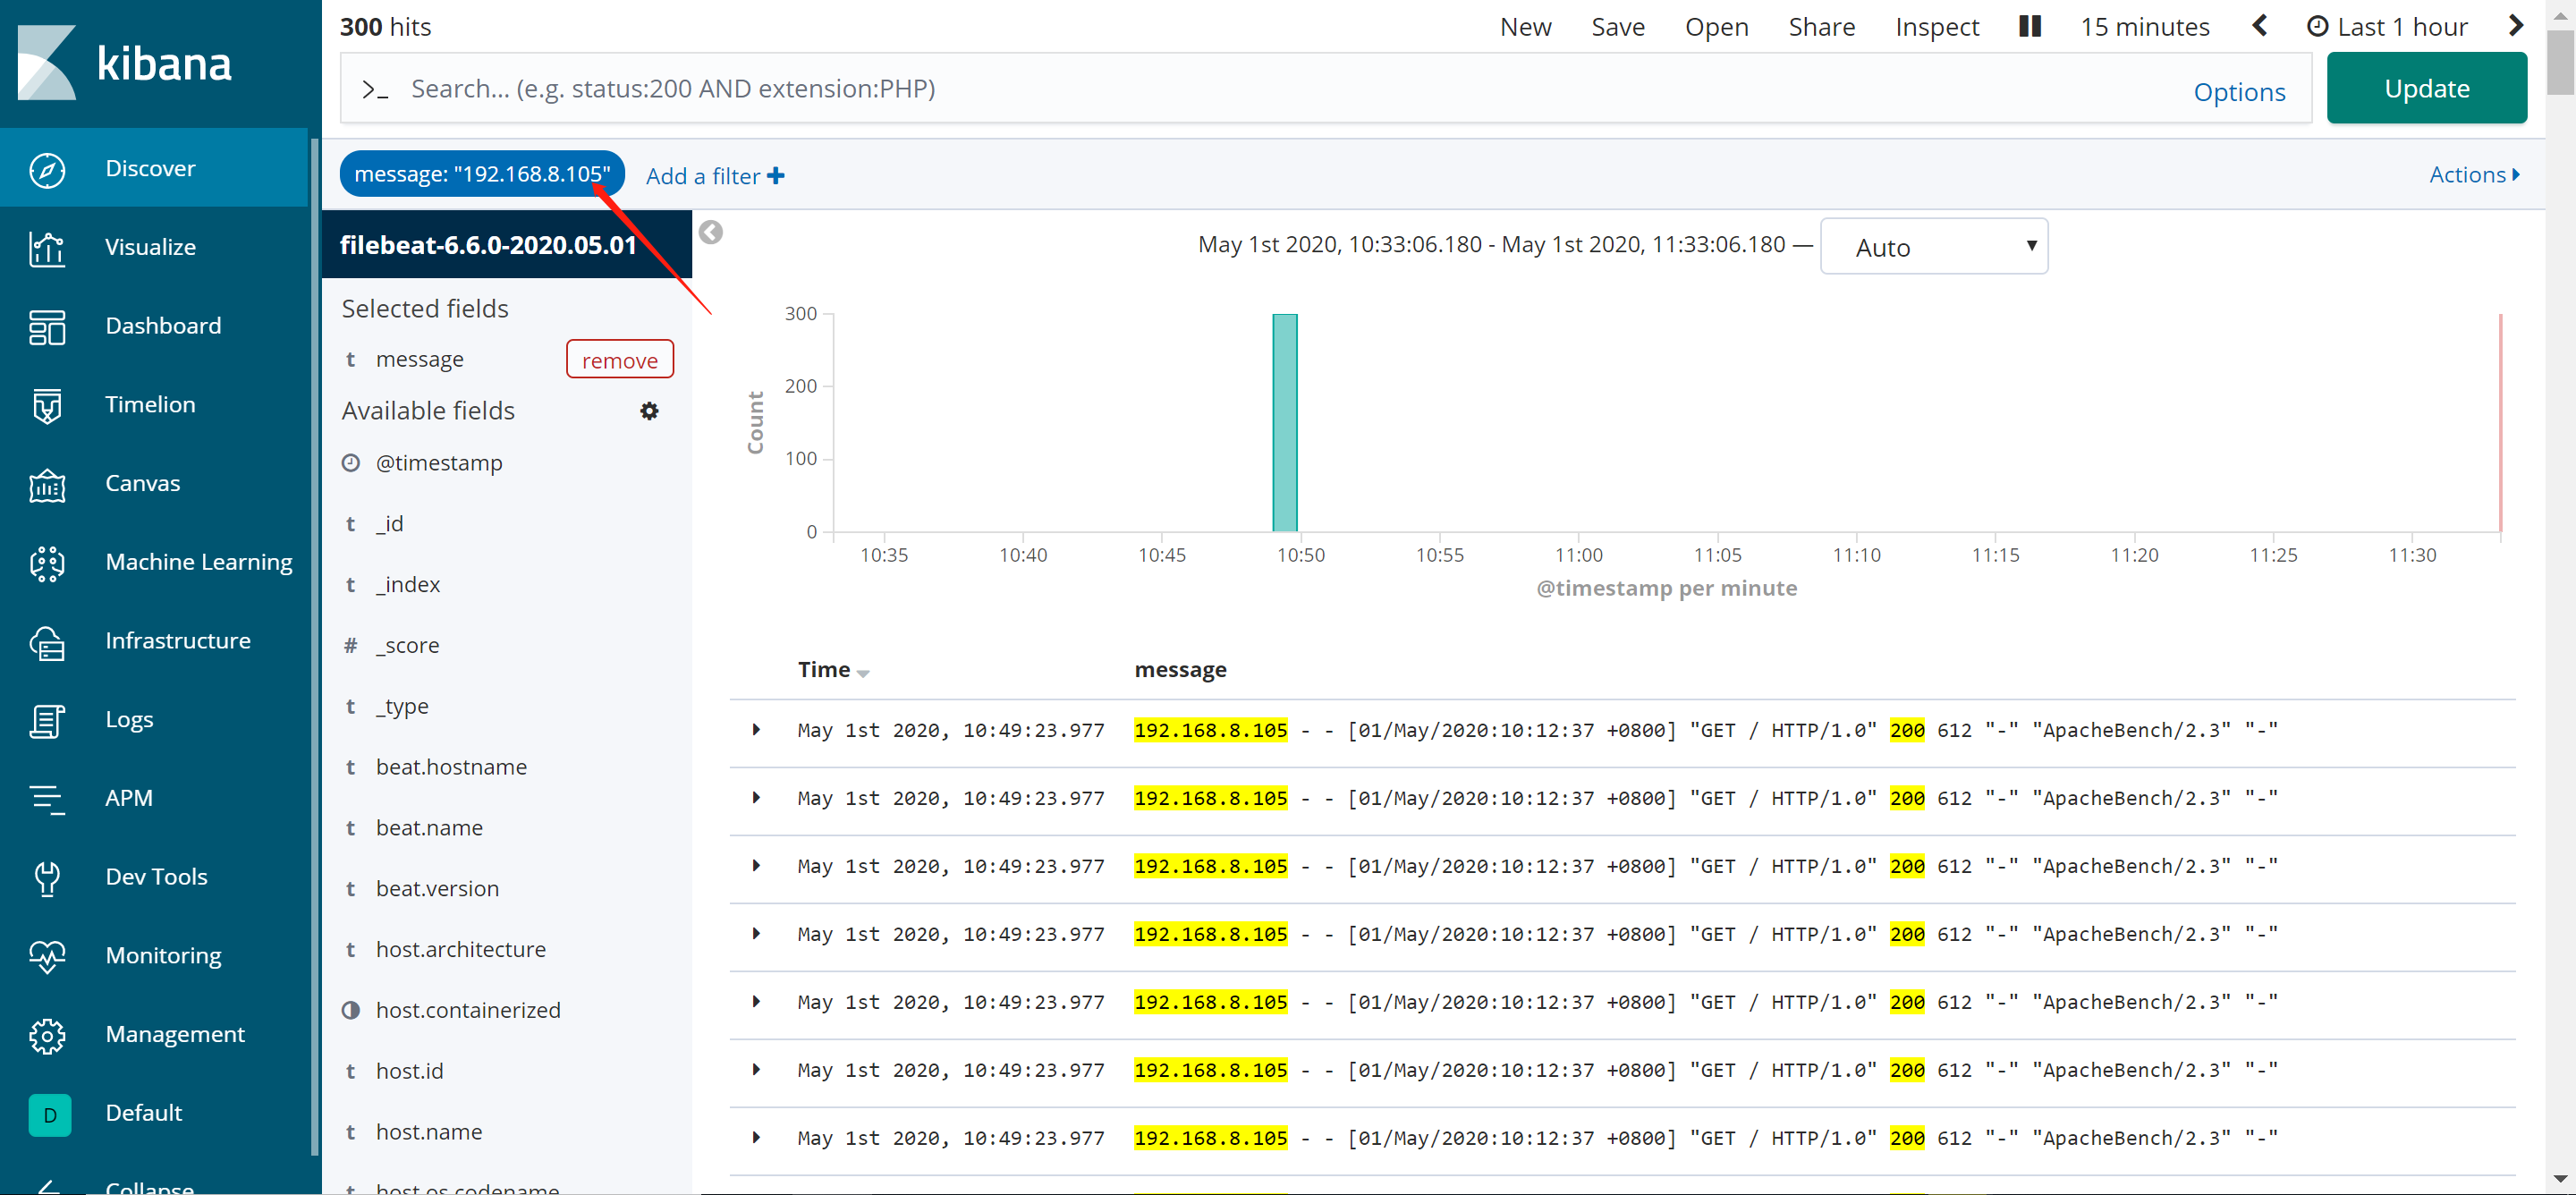 kibana
Discover
Visualize
Dashboard
Timelion
Canvas
Machine Learning
Infrastructure
Logs
APM
Dev Tools
Monitoring
Management
D Default
Collapse
300 hits
New Save Open Share Inspect 15 minutes Last 1 hour
>_ Search... (e.g. status:200 AND extension:PHP) Options Update
message: "192.168.8.105" Add a filter + Actions
filebeat-6.6.0-2020.05.01
Selected fields
t message remove
Available fields
@timestamp
t _id
t _index
# _score
t _type
t beat.hostname
t beat.name
t beat.version
t host.architecture
host.containerized
t host.id
t host.name
t host.os.codename
May 1st 2020, 10:33:06.180 - May 1st 2020, 11:33:06.180 — Auto
Count
300
200
100
0
10:35 10:40 10:45 10:50 10:55 11:00 11:05 11:10 11:15 11:20 11:25 11:30
@timestamp per minute
Time message
May 1st 2020, 10:49:23.977 192.168.8.105 - - [01/May/2020:10:12:37 +0800] "GET / HTTP/1.0" 200 612 "-" "ApacheBench/2.3" "-"
May 1st 2020, 10:49:23.977 192.168.8.105 - - [01/May/2020:10:12:37 +0800] "GET / HTTP/1.0" 200 612 "-" "ApacheBench/2.3" "-"
May 1st 2020, 10:49:23.977 192.168.8.105 - - [01/May/2020:10:12:37 +0800] "GET / HTTP/1.0" 200 612 "-" "ApacheBench/2.3" "-"
May 1st 2020, 10:49:23.977 192.168.8.105 - - [01/May/2020:10:12:37 +0800] "GET / HTTP/1.0" 200 612 "-" "ApacheBench/2.3" "-"
May 1st 2020, 10:49:23.977 192.168.8.105 - - [01/May/2020:10:12:37 +0800] "GET / HTTP/1.0" 200 612 "-" "ApacheBench/2.3" "-"
May 1st 2020, 10:49:23.977 192.168.8.105 - - [01/May/2020:10:12:37 +0800] "GET / HTTP/1.0" 200 612 "-" "ApacheBench/2.3" "-"
May 1st 2020, 10:49:23.977 192.168.8.105 - - [01/May/2020:10:12:37 +0800] "GET / HTTP/1.0" 200 612 "-" "ApacheBench/2.3" "-"